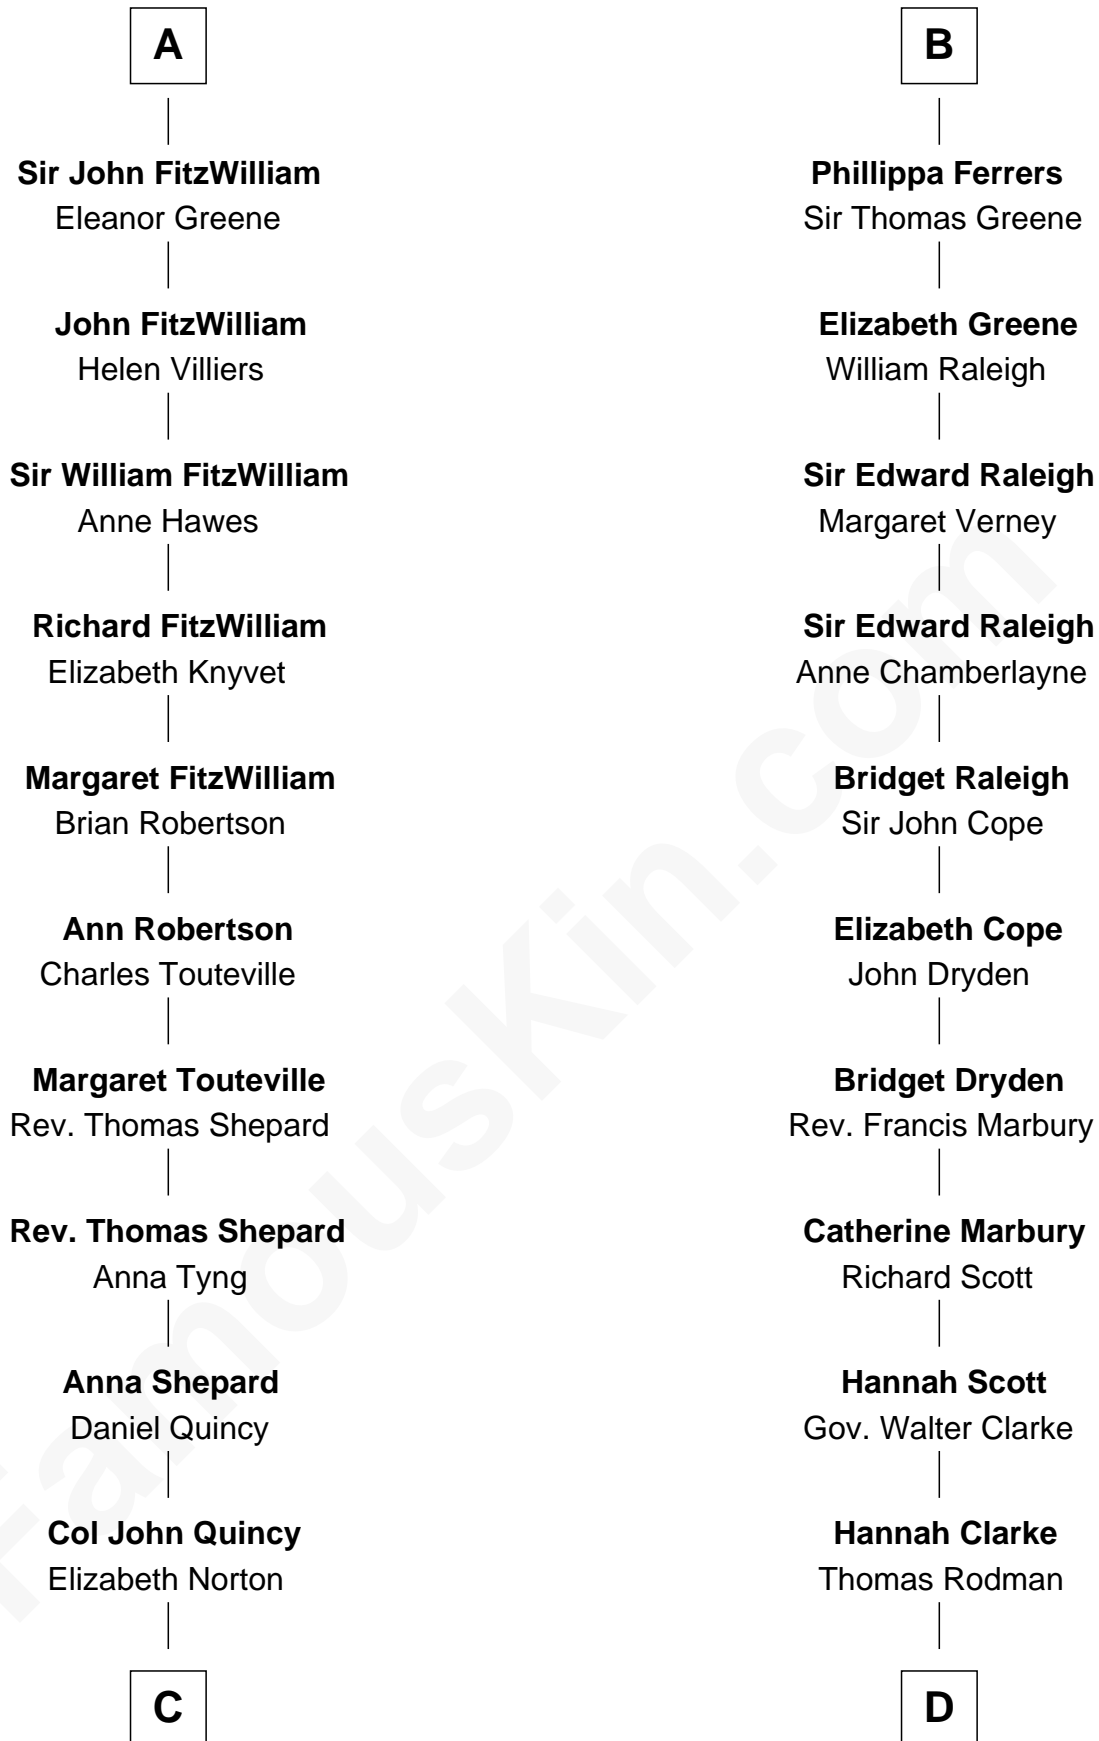 A
Sir John FitzWilliam
Eleanor Greene
John FitzWilliam
Helen Villiers
Sir William FitzWilliam
Anne Hawes
Richard FitzWilliam
Elizabeth Knyvet
Margaret FitzWilliam
Brian Robertson
Ann Robertson
Charles Touteville
Margaret Touteville
Rev. Thomas Shepard
Rev. Thomas Shepard
Anna Tyng
Anna Shepard
Daniel Quincy
Col John Quincy
Elizabeth Norton
C
B
Phillippa Ferrers
Sir Thomas Greene
Elizabeth Greene
William Raleigh
Sir Edward Raleigh
Margaret Verney
Sir Edward Raleigh
Anne Chamberlayne
Bridget Raleigh
Sir John Cope
Elizabeth Cope
John Dryden
Bridget Dryden
Rev. Francis Marbury
Catherine Marbury
Richard Scott
Hannah Scott
Gov. Walter Clarke
Hannah Clarke
Thomas Rodman
D
FamousKin.com